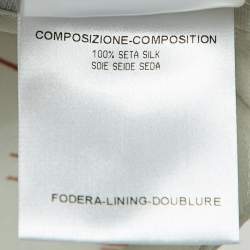 COMPOSIZIONE-COMPOSITION
100% SETA SILK
SOIE SEIDE SEDA
FODERA-LINING-DOUBLURE